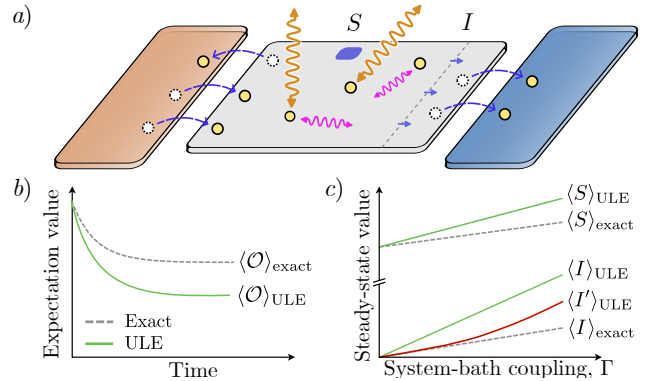 a)
S
I
b)
Expectation value
⟨𝒪⟩exact
⟨𝒪⟩ULE
Exact
ULE
Time
c)
Steady-state value
⟨S⟩ULE
⟨S⟩exact
⟨I⟩ULE
⟨I′⟩ULE
⟨I⟩exact
System-bath coupling, Γ